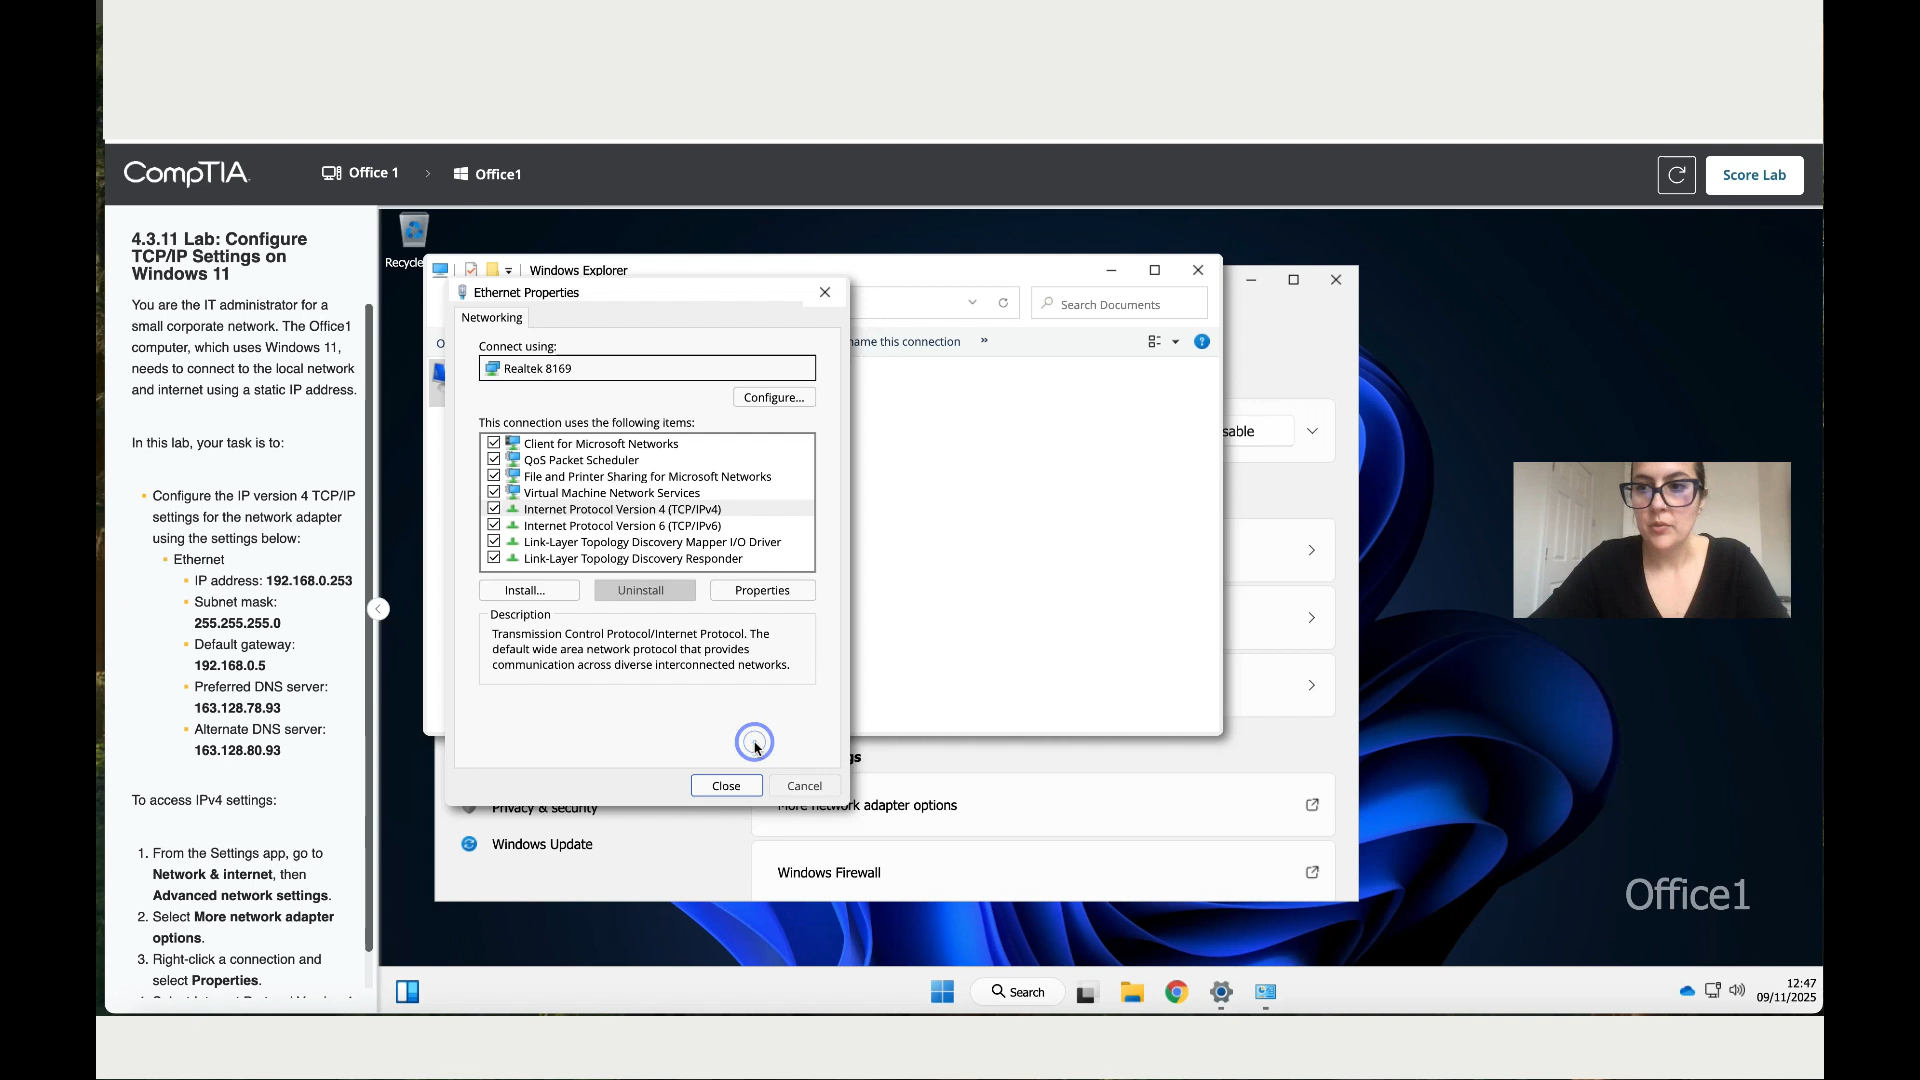 CompTIA.
Office 1
Office1
Score Lab
4.3.11 Lab: Configure
TCP/IP Settings on
Windows 11
You are the IT administrator for a
small corporate network. The Office1
computer, which uses Windows 11,
needs to connect to the local network
and internet using a static IP address.
In this lab, your task is to:
Configure the IP version 4 TCP/IP
settings for the network adapter
using the settings below:
Ethernet
IP address: 192.168.0.253
Subnet mask:
255.255.255.0
Default gateway:
192.168.0.5
Preferred DNS server:
163.128.78.93
Alternate DNS server:
163.128.80.93
To access IPv4 settings:
1. From the Settings app, go to
Network & internet, then
Advanced network settings.
2. Select More network adapter
options.
3. Right-click a connection and
select Properties.
Recycle
Windows Explorer
Search Documents
name this connection »
Ethernet Properties
Networking
Connect using:
Realtek 8169
Configure...
This connection uses the following items:
Client for Microsoft Networks
QoS Packet Scheduler
File and Printer Sharing for Microsoft Networks
Virtual Machine Network Services
Internet Protocol Version 4 (TCP/IPv4)
Internet Protocol Version 6 (TCP/IPv6)
Link-Layer Topology Discovery Mapper I/O Driver
Link-Layer Topology Discovery Responder
Install...
Uninstall
Properties
Description
Transmission Control Protocol/Internet Protocol. The
default wide area network protocol that provides
communication across diverse interconnected networks.
Close
Cancel
sable
gs
Privacy & security
More network adapter options
Windows Update
Windows Firewall
Office1
Search
12:47
09/11/2025